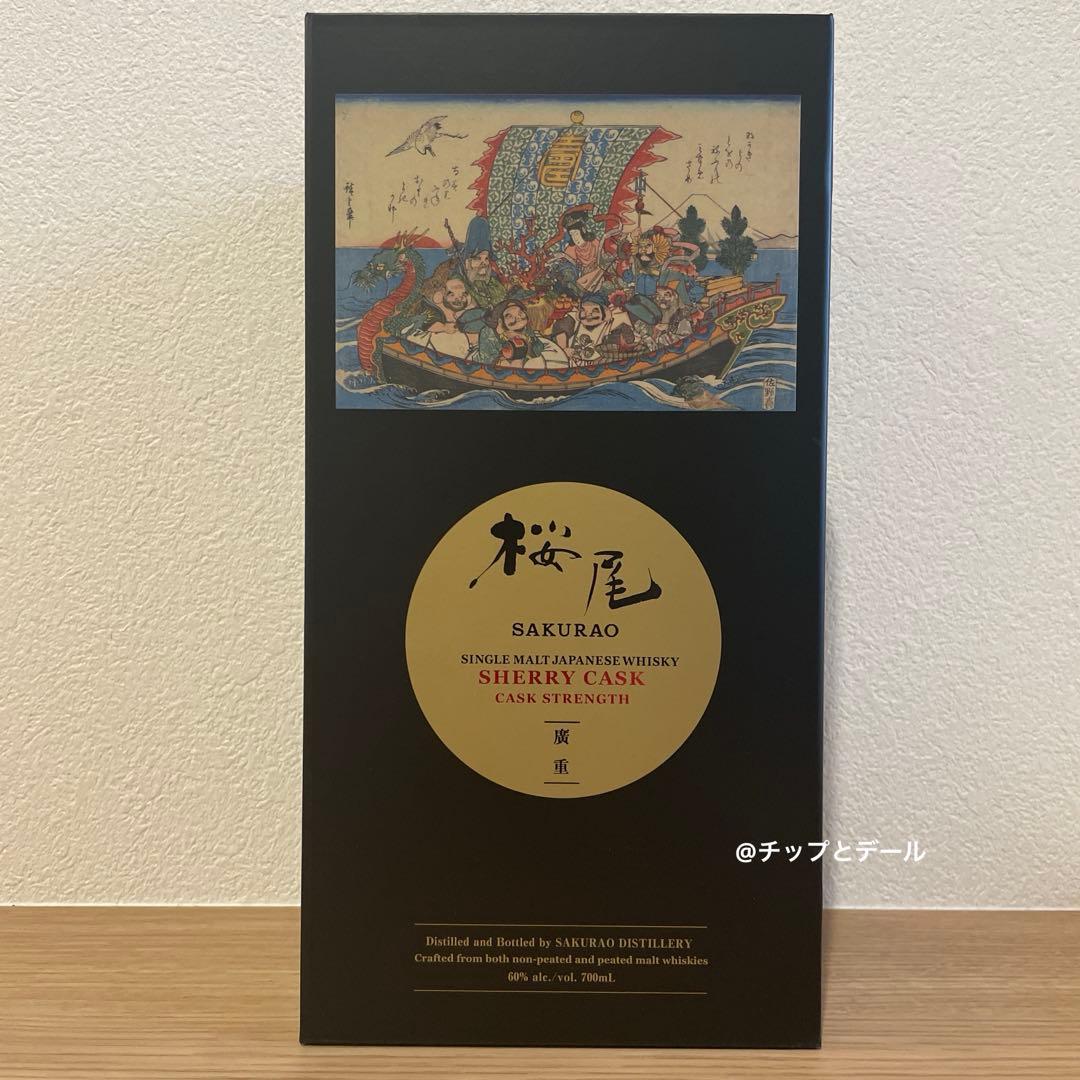 桜尾
SAKURAO
SINGLE MALT JAPANESE WHISKY
SHERRY CASK
CASK STRENGTH
廣
重
@チップとデール
Distilled and Bottled by SAKURAO DISTILLERY
Crafted from both non-peated and peated malt whiskies
60% alc./vol. 700mL